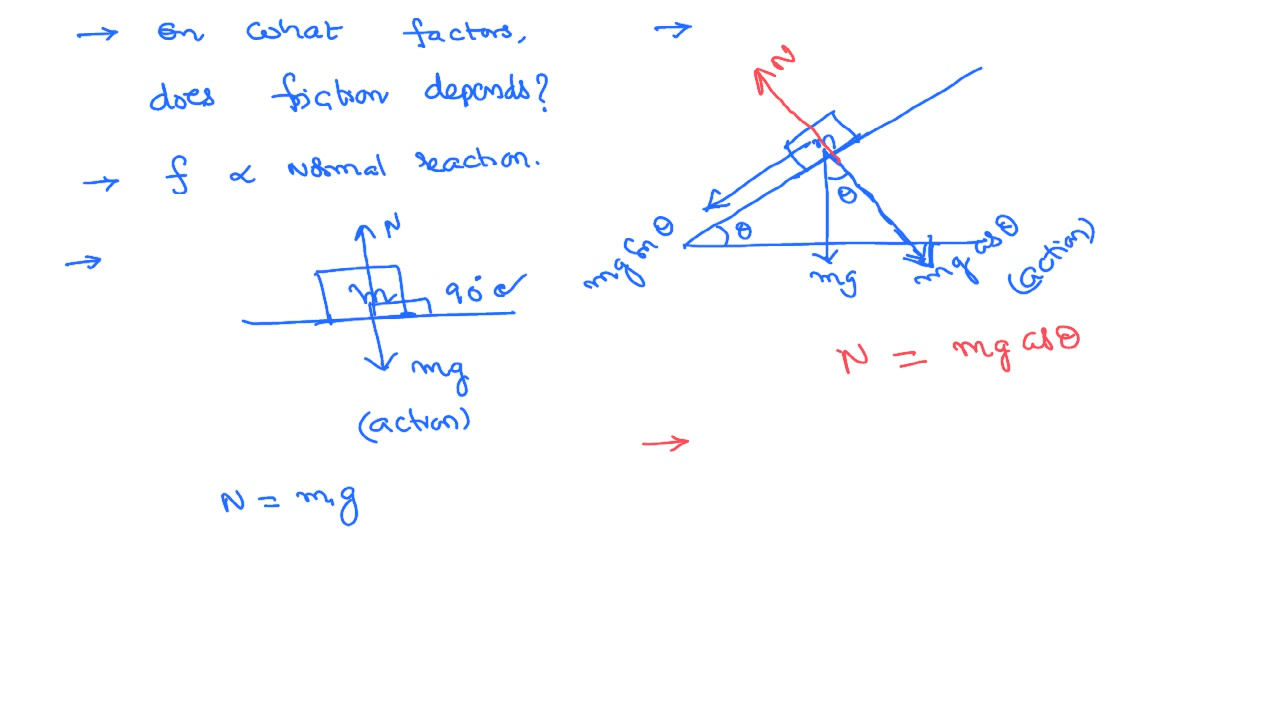 → On what factors,
does friction depends?
→ f ∝ Normal reaction.
→
N
m
90°
mg
(action)
N = mg
→
N
m
θ
θ
mg sin θ
mg
mg cos θ
(action)
N = mg cos θ
→